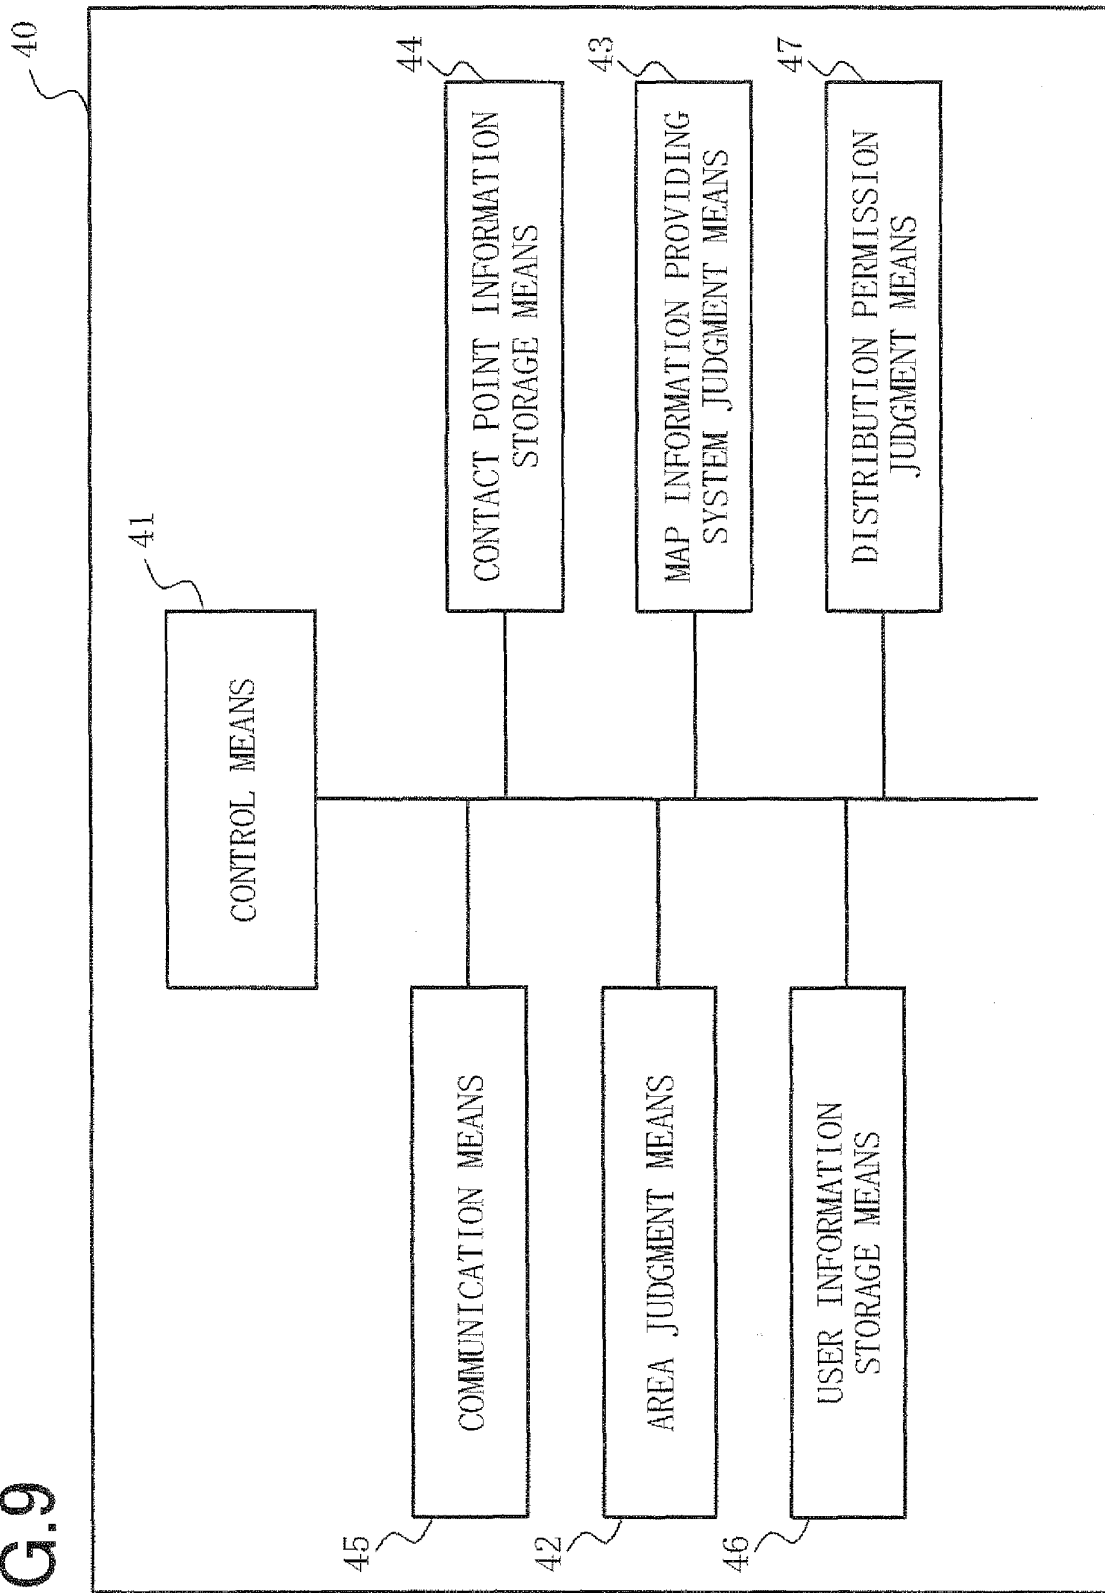 G.9
40
CONTROL MEANS
41
COMMUNICATION MEANS
45
CONTACT POINT INFORMATION
STORAGE MEANS
44
AREA JUDGMENT MEANS
42
MAP INFORMATION PROVIDING
SYSTEM JUDGMENT MEANS
43
USER INFORMATION
STORAGE MEANS
46
DISTRIBUTION PERMISSION
JUDGMENT MEANS
47